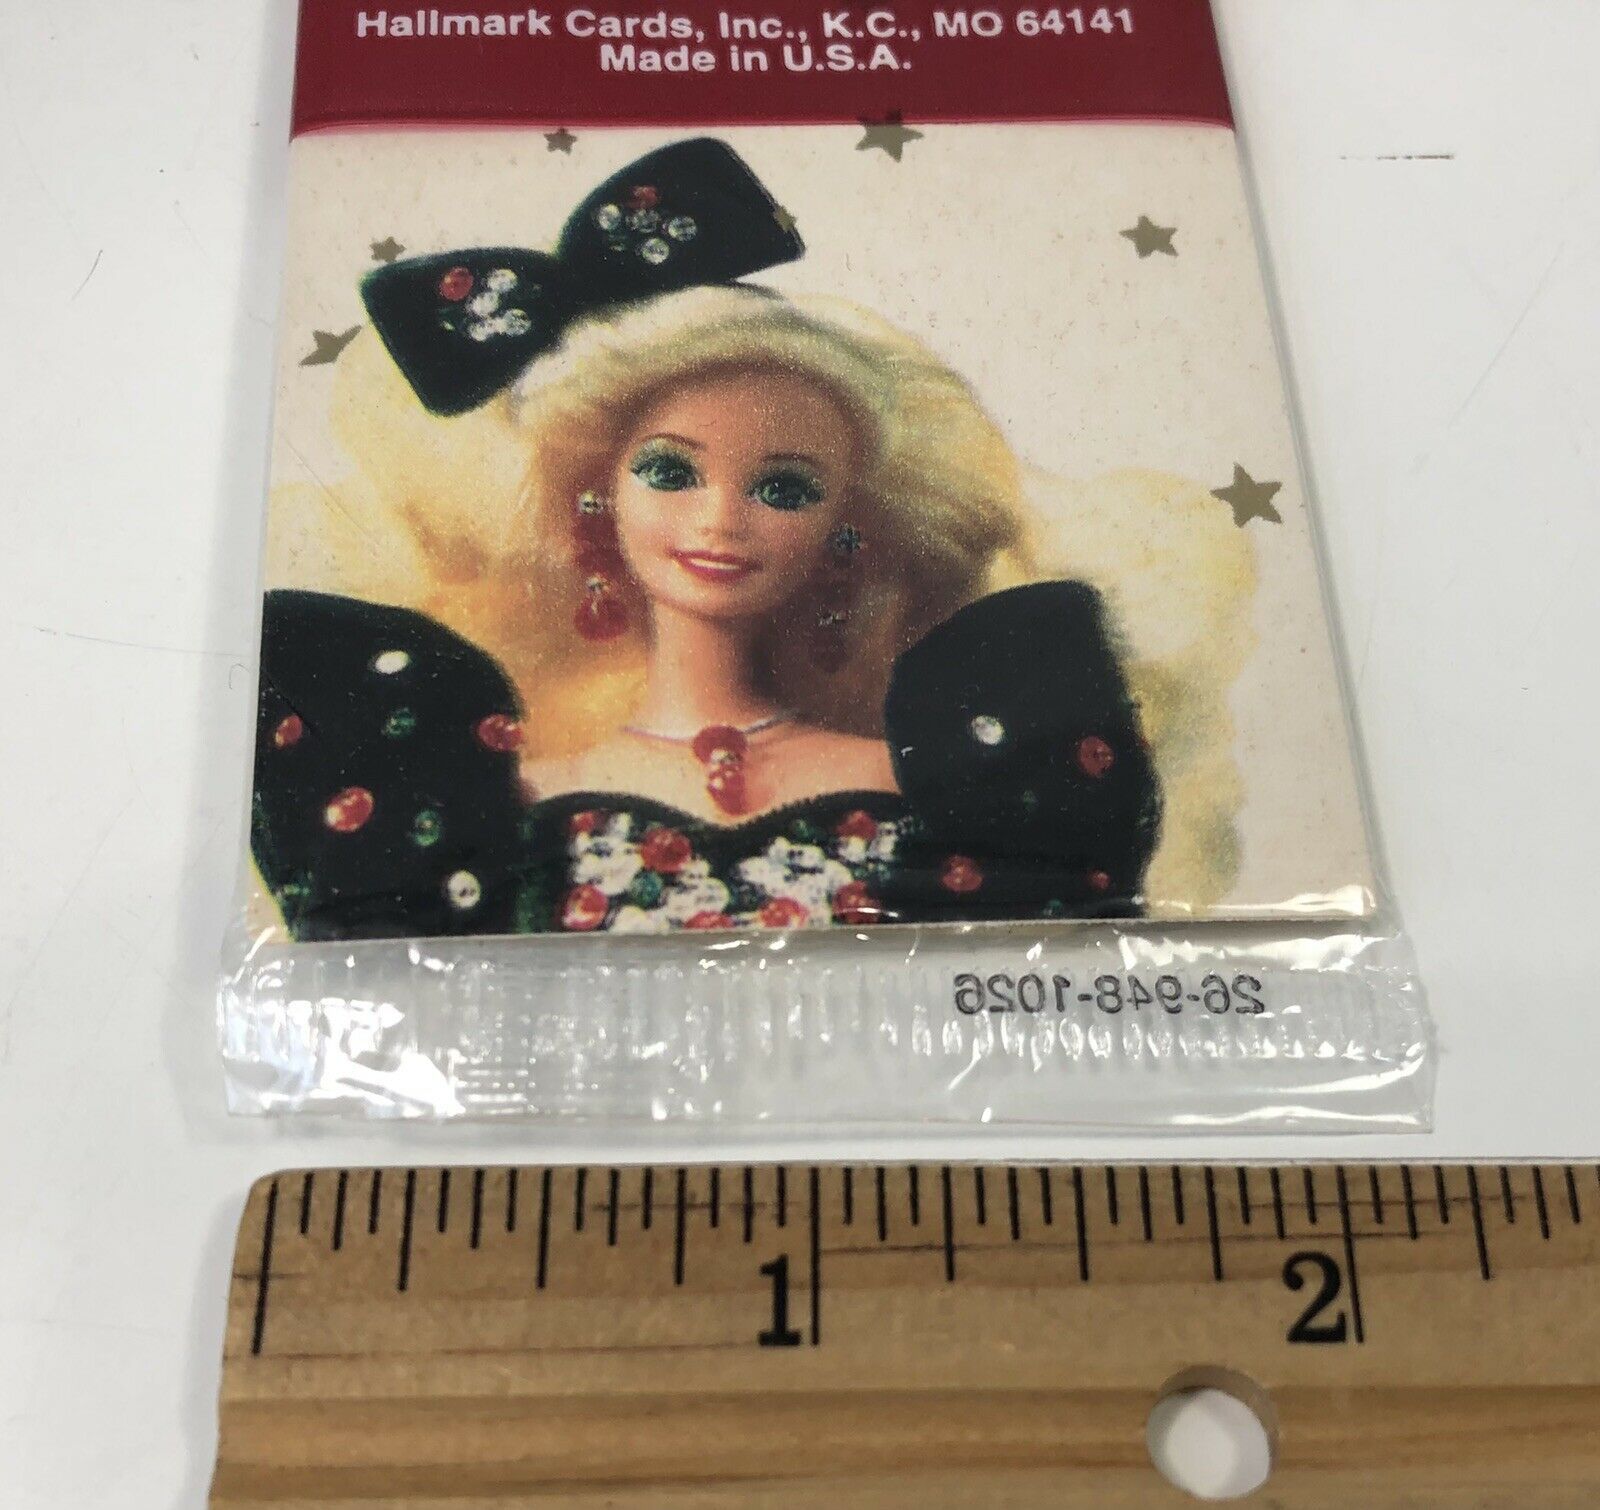 Hallmark Cards, Inc., K.C., MO 64141
Made in U.S.A.
26-948-1026
1 2